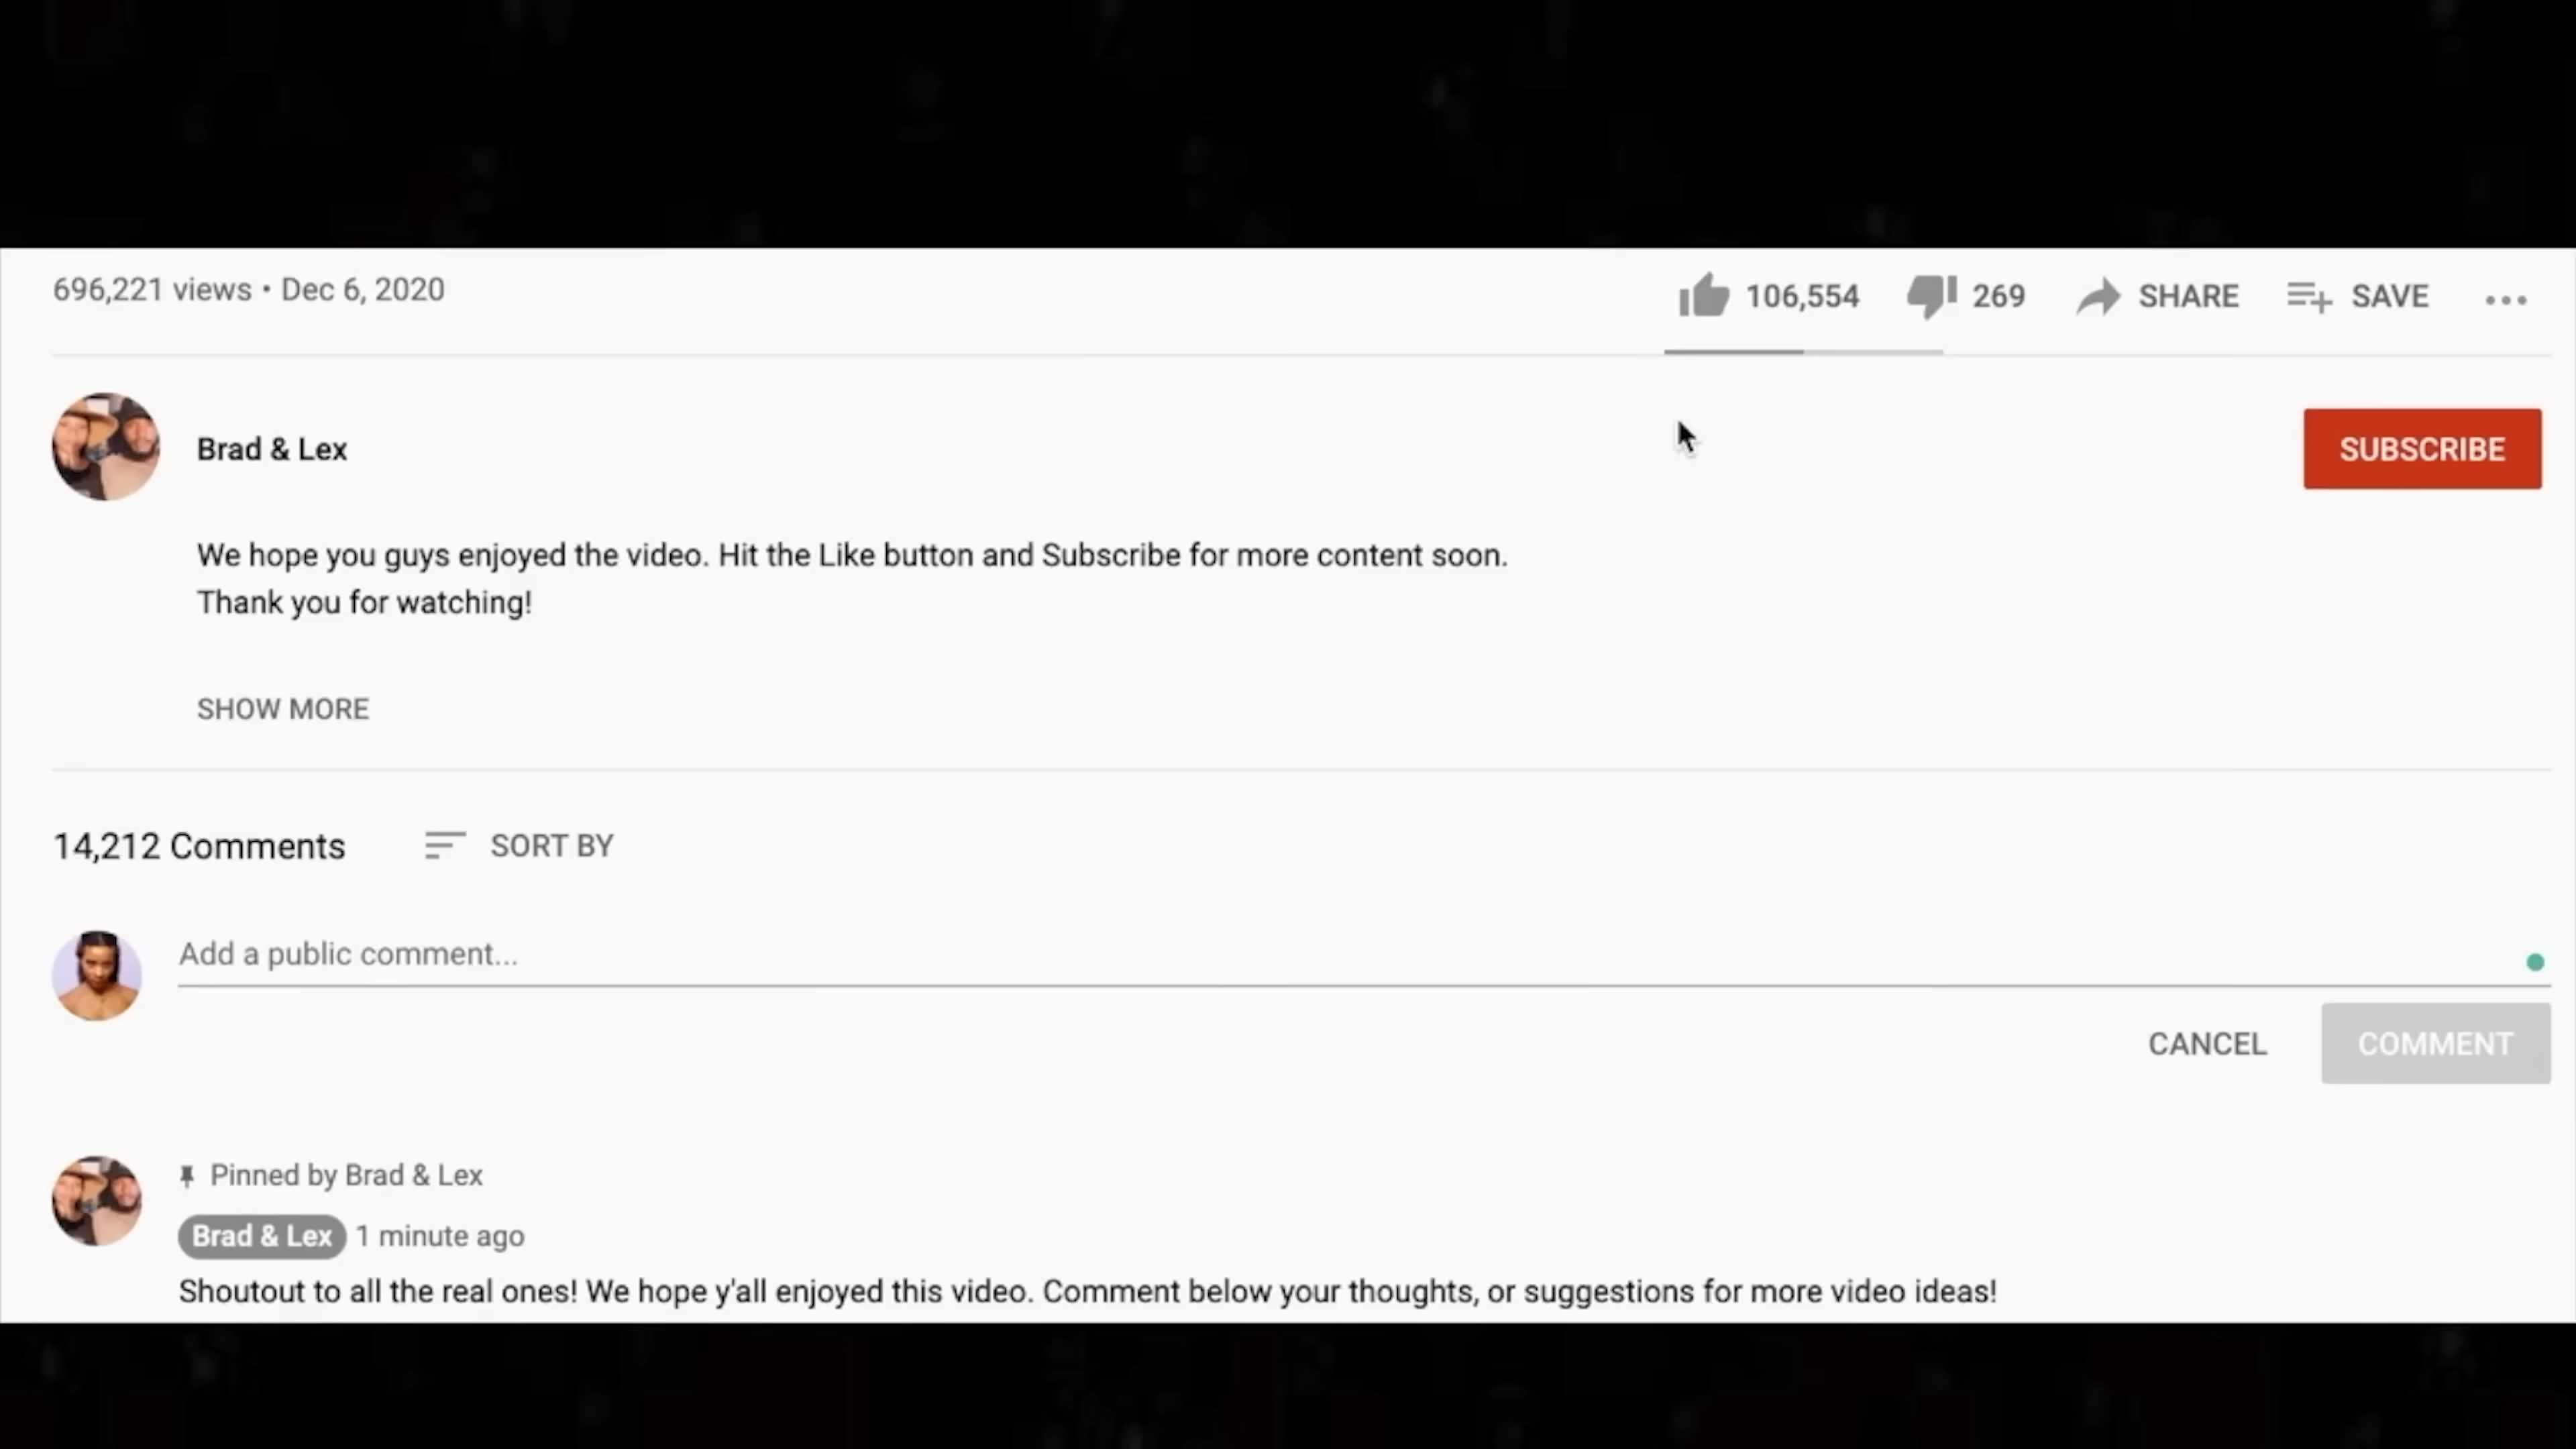 696,221 views • Dec 6, 2020
106,554
269
SHARE
SAVE
Brad & Lex
SUBSCRIBE
We hope you guys enjoyed the video. Hit the Like button and Subscribe for more content soon.
Thank you for watching!
SHOW MORE
14,212 Comments
SORT BY
Add a public comment...
CANCEL
COMMENT
Pinned by Brad & Lex
Brad & Lex 1 minute ago
Shoutout to all the real ones! We hope y'all enjoyed this video. Comment below your thoughts, or suggestions for more video ideas!